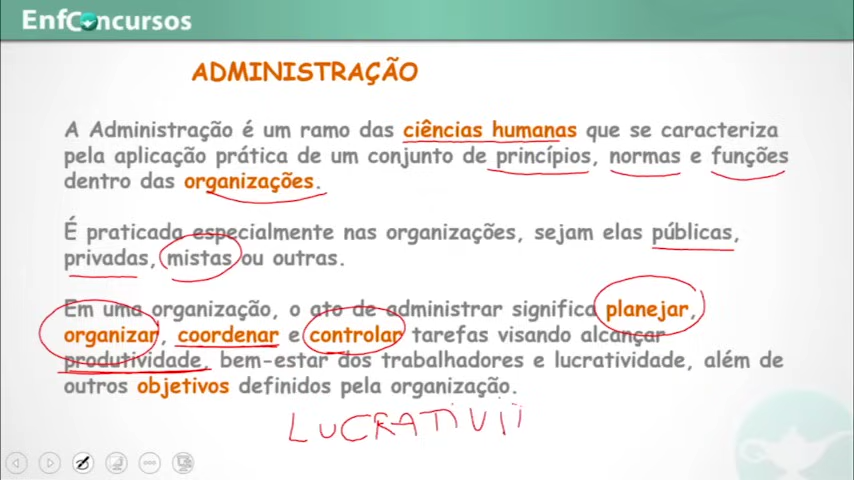 EnfConcursos
ADMINISTRAÇÃO
A Administração é um ramo das ciências humanas que se caracteriza
pela aplicação prática de um conjunto de princípios, normas e funções
dentro das organizações.
É praticada especialmente nas organizações, sejam elas públicas,
privadas, mistas ou outras.
Em uma organização, o ato de administrar significa planejar,
organizar, coordenar e controlar tarefas visando alcançar
produtividade, bem-estar dos trabalhadores e lucratividade, além de
outros objetivos definidos pela organização.
LUCRATIVI